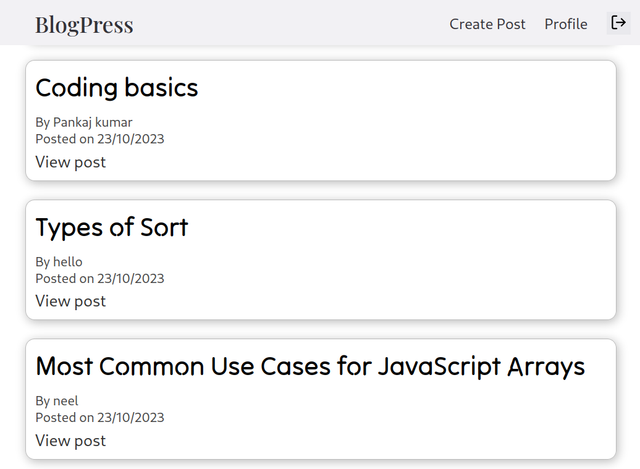 BlogPress
Create Post
Profile
Coding basics
By Pankaj kumar
Posted on 23/10/2023
View post
Types of Sort
By hello
Posted on 23/10/2023
View post
Most Common Use Cases for JavaScript Arrays
By neel
Posted on 23/10/2023
View post